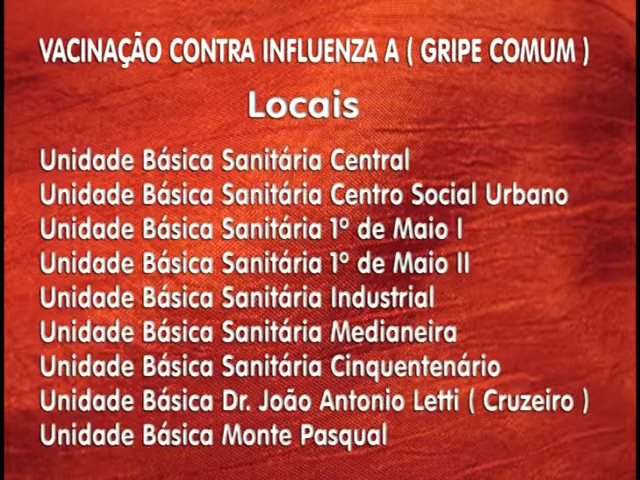 VACINAÇÃO CONTRA INFLUENZA A ( GRIPE COMUM )
Locais
Unidade Básica Sanitária Central
Unidade Básica Sanitária Centro Social Urbano
Unidade Básica Sanitária 1º de Maio I
Unidade Básica Sanitária 1º de Maio II
Unidade Básica Sanitária Industrial
Unidade Básica Sanitária Medianeira
Unidade Básica Sanitária Cinquentenário
Unidade Básica Dr. João Antonio Letti ( Cruzeiro )
Unidade Básica Monte Pasqual